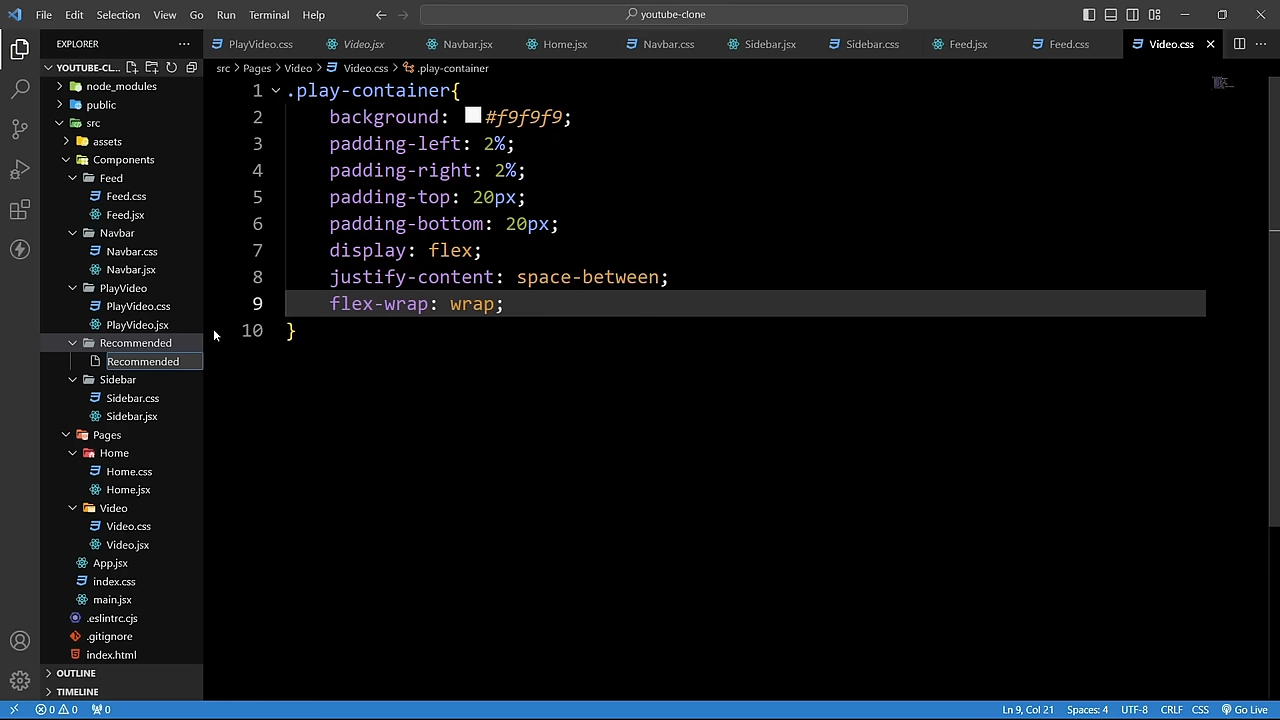 File Edit Selection View Go Run Terminal Help
youtube-clone
EXPLORER
PlayVideo.css Video.jsx Navbar.jsx Home.jsx Navbar.css Sidebar.jsx Sidebar.css Feed.jsx Feed.css Video.css
YOUTUBE-CL...
src > Pages > Video > Video.css > .play-container
node_modules
public
src
assets
Components
Feed
Feed.css
Feed.jsx
Navbar
Navbar.css
Navbar.jsx
PlayVideo
PlayVideo.css
PlayVideo.jsx
Recommended
Recommended
Sidebar
Sidebar.css
Sidebar.jsx
Pages
Home
Home.css
Home.jsx
Video
Video.css
Video.jsx
App.jsx
index.css
main.jsx
.eslintrc.cjs
.gitignore
index.html
OUTLINE
TIMELINE
1 .play-container{
2 background: #f9f9f9;
3 padding-left: 2%;
4 padding-right: 2%;
5 padding-top: 20px;
6 padding-bottom: 20px;
7 display: flex;
8 justify-content: space-between;
9 flex-wrap: wrap;
10 }
0 0 0 Ln 9, Col 21 Spaces: 4 UTF-8 CRLF CSS Go Live